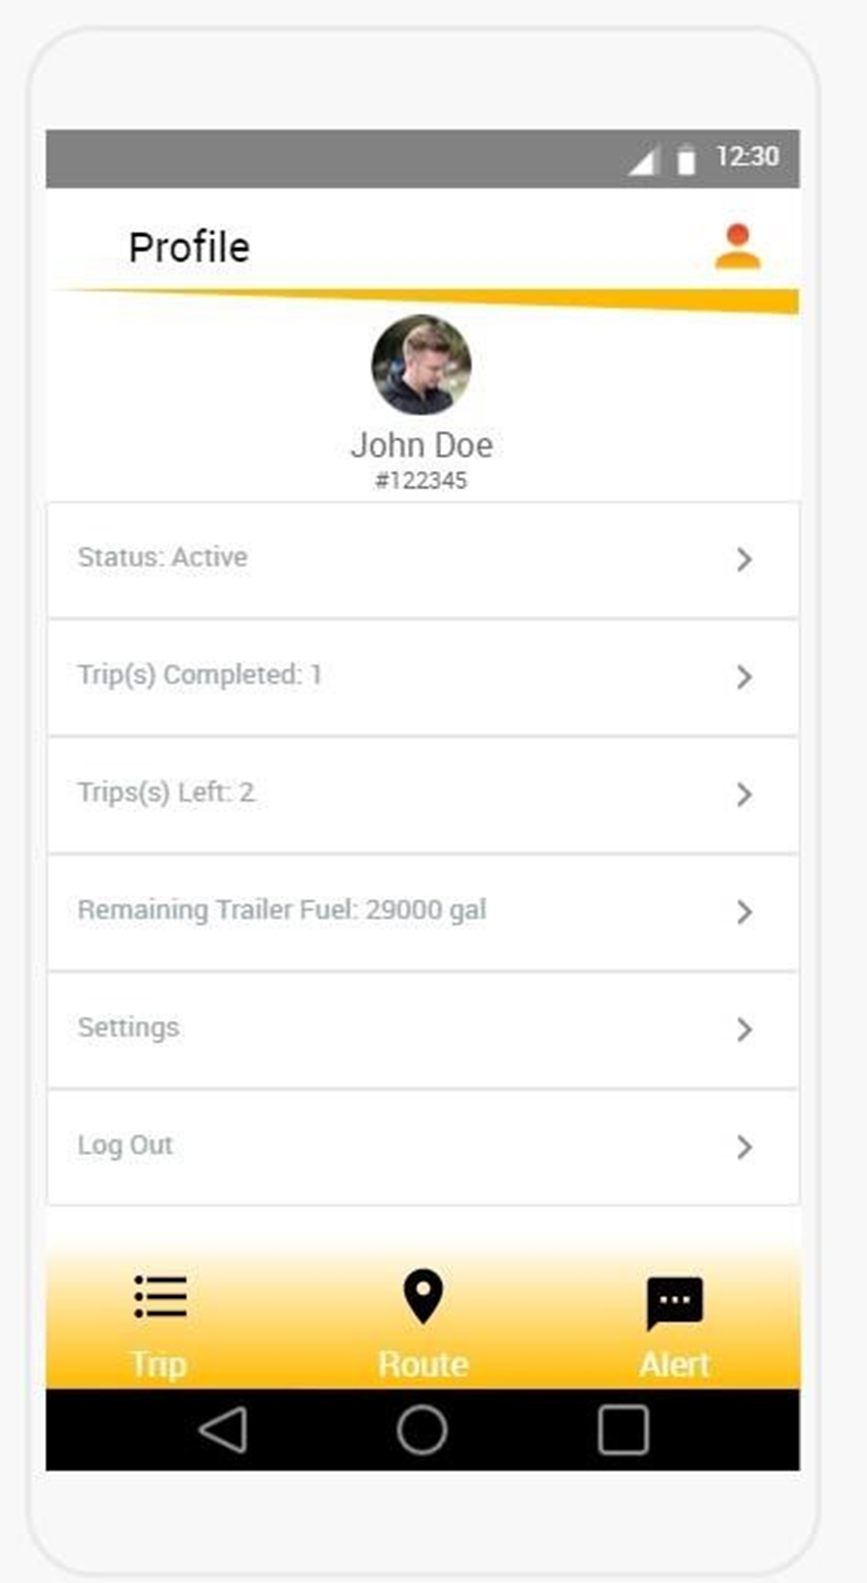 12:30
Profile
John Doe
#122345
Status: Active
Trip(s) Completed: 1
Trips(s) Left: 2
Remaining Trailer Fuel: 29000 gal
Settings
Log Out
Trip Route Alert